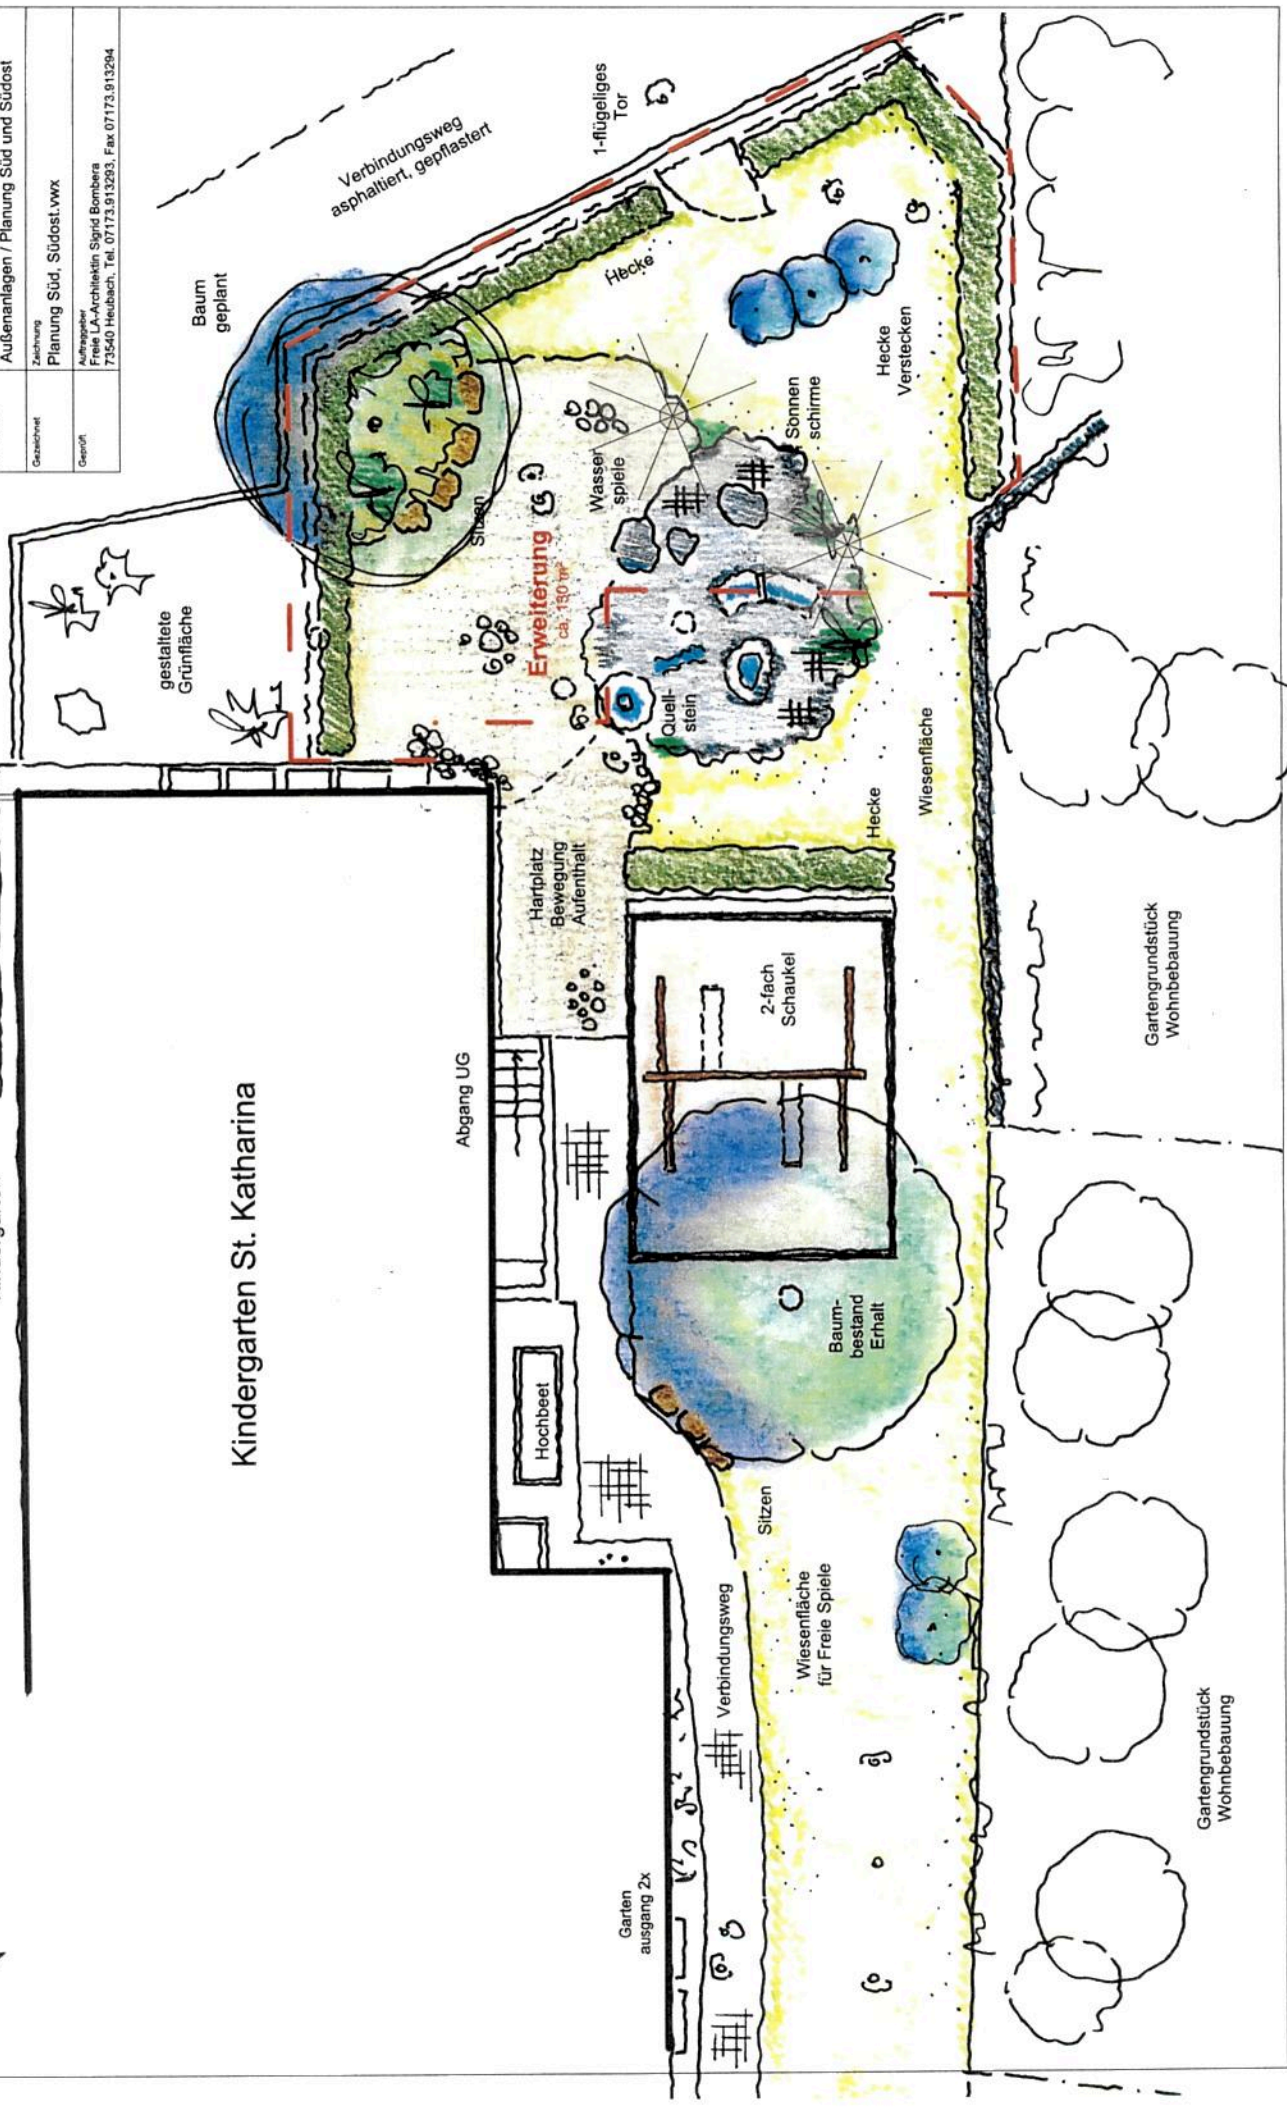 Außenanlagen / Planung Süd und Südost
Gezeichnet
Zeichnung
Planung Süd, Südost.vwx
Geprüft
Auftraggeber
Freie LA-Architektin Sigrid Bombera
73540 Heubach, Tel. 07173.913293, Fax 07173.913294
Verbindungsweg
asphaltiert, gepflastert
1-flügeliges
Tor
Baum
geplant
gestaltete
Grünfläche
Hecke
Sitzen
Erweiterung
ca. 180 m²
Wasser
spiele
Sonnen
schirme
Hecke
Verstecken
Quell-
stein
Hartplatz
Bewegung
Aufenthalt
Hecke
Wiesenfläche
2-fach
Schaukel
Gartengrundstück
Wohnbebauung
Kindergarten St. Katharina
Abgang UG
Hochbeet
Baum-
bestand
Erhalt
Sitzen
Verbindungsweg
Wiesenfläche
für Freie Spiele
Garten
ausgang 2x
Gartengrundstück
Wohnbebauung